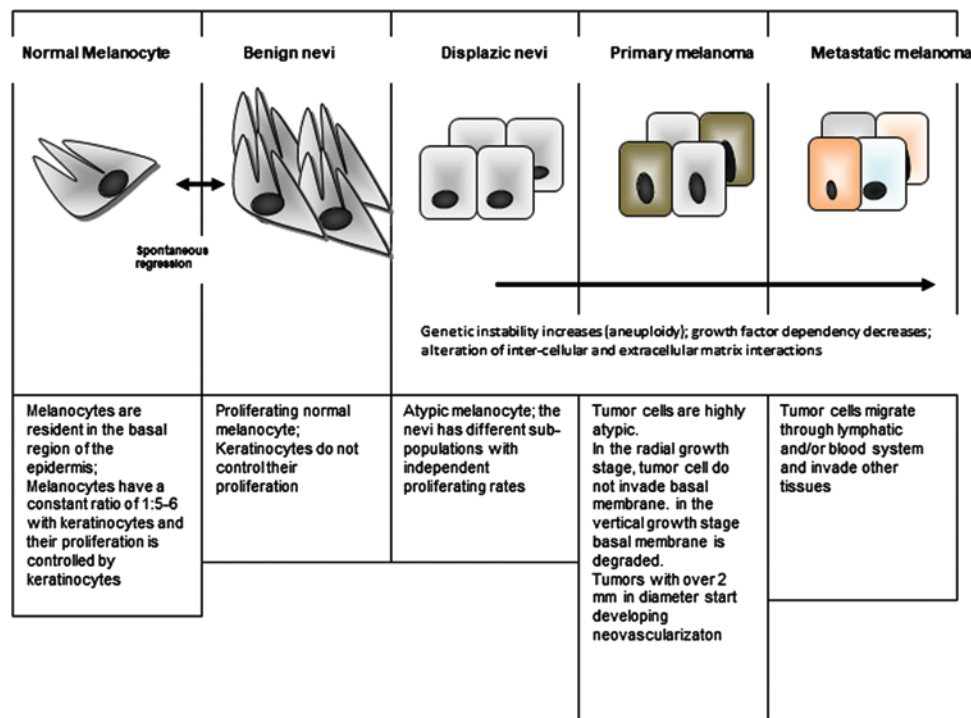 Normal Melanocyte
Benign nevi
Displazic nevi
Primary melanoma
Metastatic melanoma
Spontaneous
regression
Genetic instability increases (aneuploidy); growth factor dependency decreases;
alteration of inter-cellular and extracellular matrix interactions
Melanocytes are
resident in the basal
region of the
epidermis;
Melanocytes have a
constant ratio of 1:5-6
with keratinocytes and
their proliferation is
controlled by
keratinocytes
Proliferating normal
melanocyte;
Keratinocytes do not
control their
proliferation
Atypic melanocyte; the
nevi has different sub-
populations with
independent
proliferating rates
Tumor cells are highly
atypic.
In the radial growth
stage, tumor cell do
not invade basal
membrane. in the
vertical growth stage
basal membrane is
degraded.
Tumors with over 2
mm in diameter start
developing
neovascularizaton
Tumor cells migrate
through lymphatic
and/or blood system
and invade other
tissues